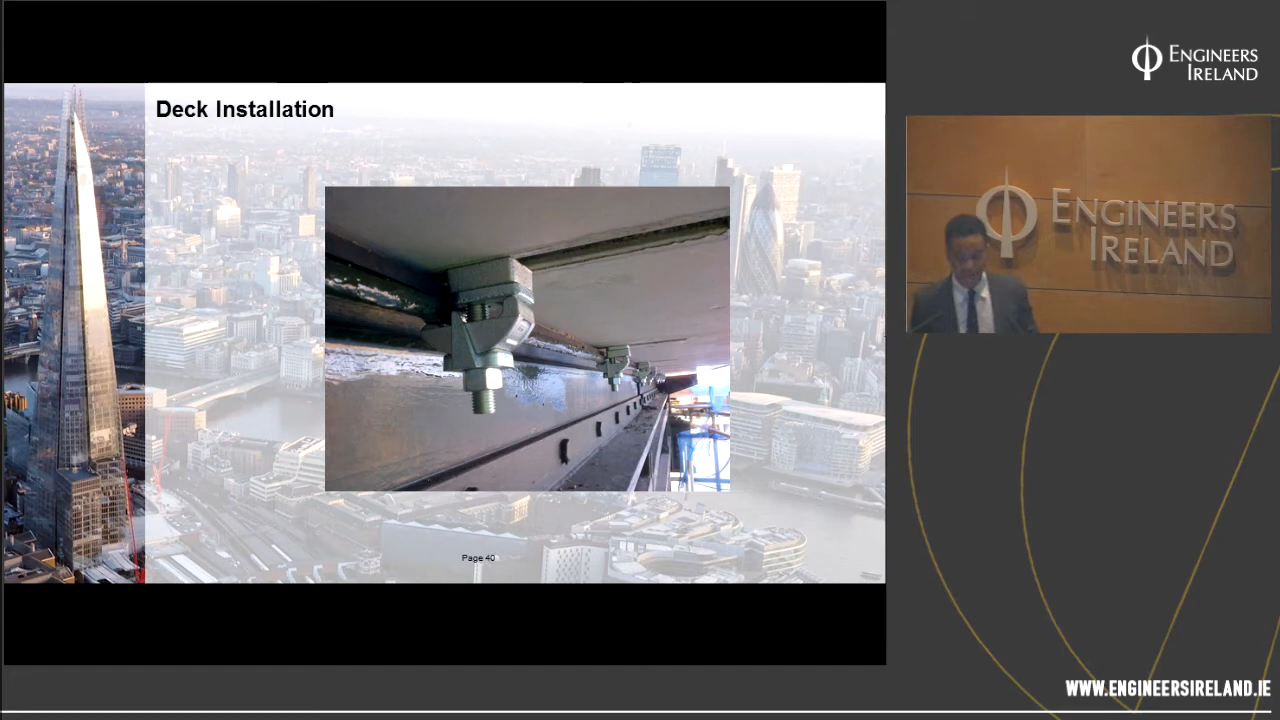 Deck Installation
Page 40
ENGINEERS
IRELAND
ENGINEERS
IRELAND
WWW.ENGINEERSIRELAND.IE